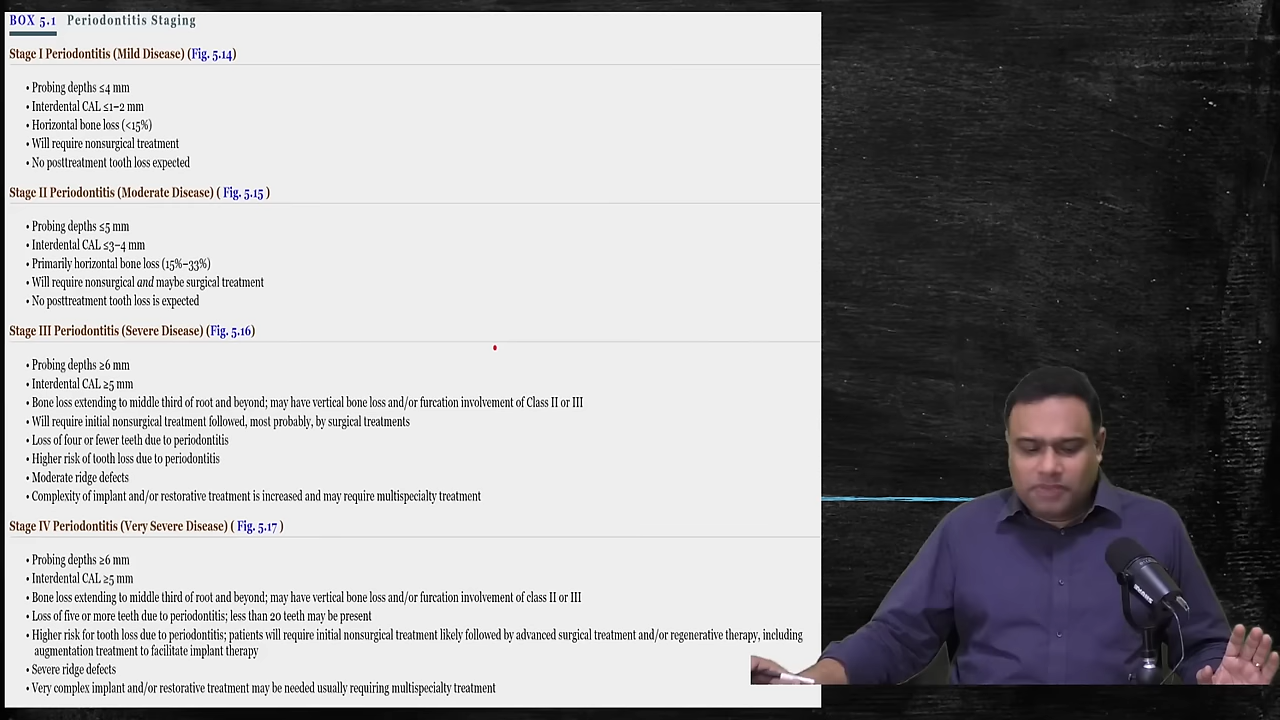 BOX 5.1 Periodontitis Staging
Stage I Periodontitis (Mild Disease) (Fig. 5.14)
• Probing depths ≤4 mm
• Interdental CAL ≤1–2 mm
• Horizontal bone loss (<15%)
• Will require nonsurgical treatment
• No posttreatment tooth loss expected
Stage II Periodontitis (Moderate Disease) ( Fig. 5.15 )
• Probing depths ≤5 mm
• Interdental CAL ≤3–4 mm
• Primarily horizontal bone loss (15%–33%)
• Will require nonsurgical and maybe surgical treatment
• No posttreatment tooth loss is expected
Stage III Periodontitis (Severe Disease) (Fig. 5.16)
• Probing depths ≥6 mm
• Interdental CAL ≥5 mm
• Bone loss extending to middle third of root and beyond; may have vertical bone loss and/or furcation involvement of Class II or III
• Will require initial nonsurgical treatment followed, most probably, by surgical treatments
• Loss of four or fewer teeth due to periodontitis
• Higher risk of tooth loss due to periodontitis
• Moderate ridge defects
• Complexity of implant and/or restorative treatment is increased and may require multispecialty treatment
Stage IV Periodontitis (Very Severe Disease) ( Fig. 5.17 )
• Probing depths ≥6 mm
• Interdental CAL ≥5 mm
• Bone loss extending to middle third of root and beyond; may have vertical bone loss and/or furcation involvement of class II or III
• Loss of five or more teeth due to periodontitis; less than 20 teeth may be present
• Higher risk for tooth loss due to periodontitis; patients will require initial nonsurgical treatment likely followed by advanced surgical treatment and/or regenerative therapy, including
augmentation treatment to facilitate implant therapy
• Severe ridge defects
• Very complex implant and/or restorative treatment may be needed usually requiring multispecialty treatment